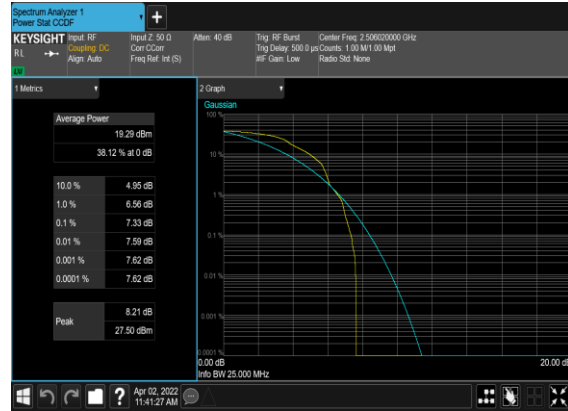 Spectrum Analyzer 1
Power Stat CCDF
KEYSIGHT
R L
LXI
Input: RF
Coupling: DC
Align: Auto
Input Z: 50 Ω
Corr CCorr
Freq Ref: Int (S)
Atten: 40 dB
Trig: RF Burst
Trig Delay: 500.0 µs
#IF Gain: Low
Center Freq: 2.506020000 GHz
Counts: 1.00 M/1.00 Mpt
Radio Std: None
1 Metrics
Average Power
19.29 dBm
38.12 % at 0 dB
10.0 % 4.95 dB
1.0 % 6.56 dB
0.1 % 7.33 dB
0.01 % 7.59 dB
0.001 % 7.62 dB
0.0001 % 7.62 dB
Peak
8.21 dB
27.50 dBm
2 Graph
Gaussian
100 %
10 %
1 %
0.1 %
0.01 %
0.001 %
0.0001 %
0.00 dB
20.00 dB
Info BW 25.000 MHz
?
Apr 02, 2022
11:41:27 AM